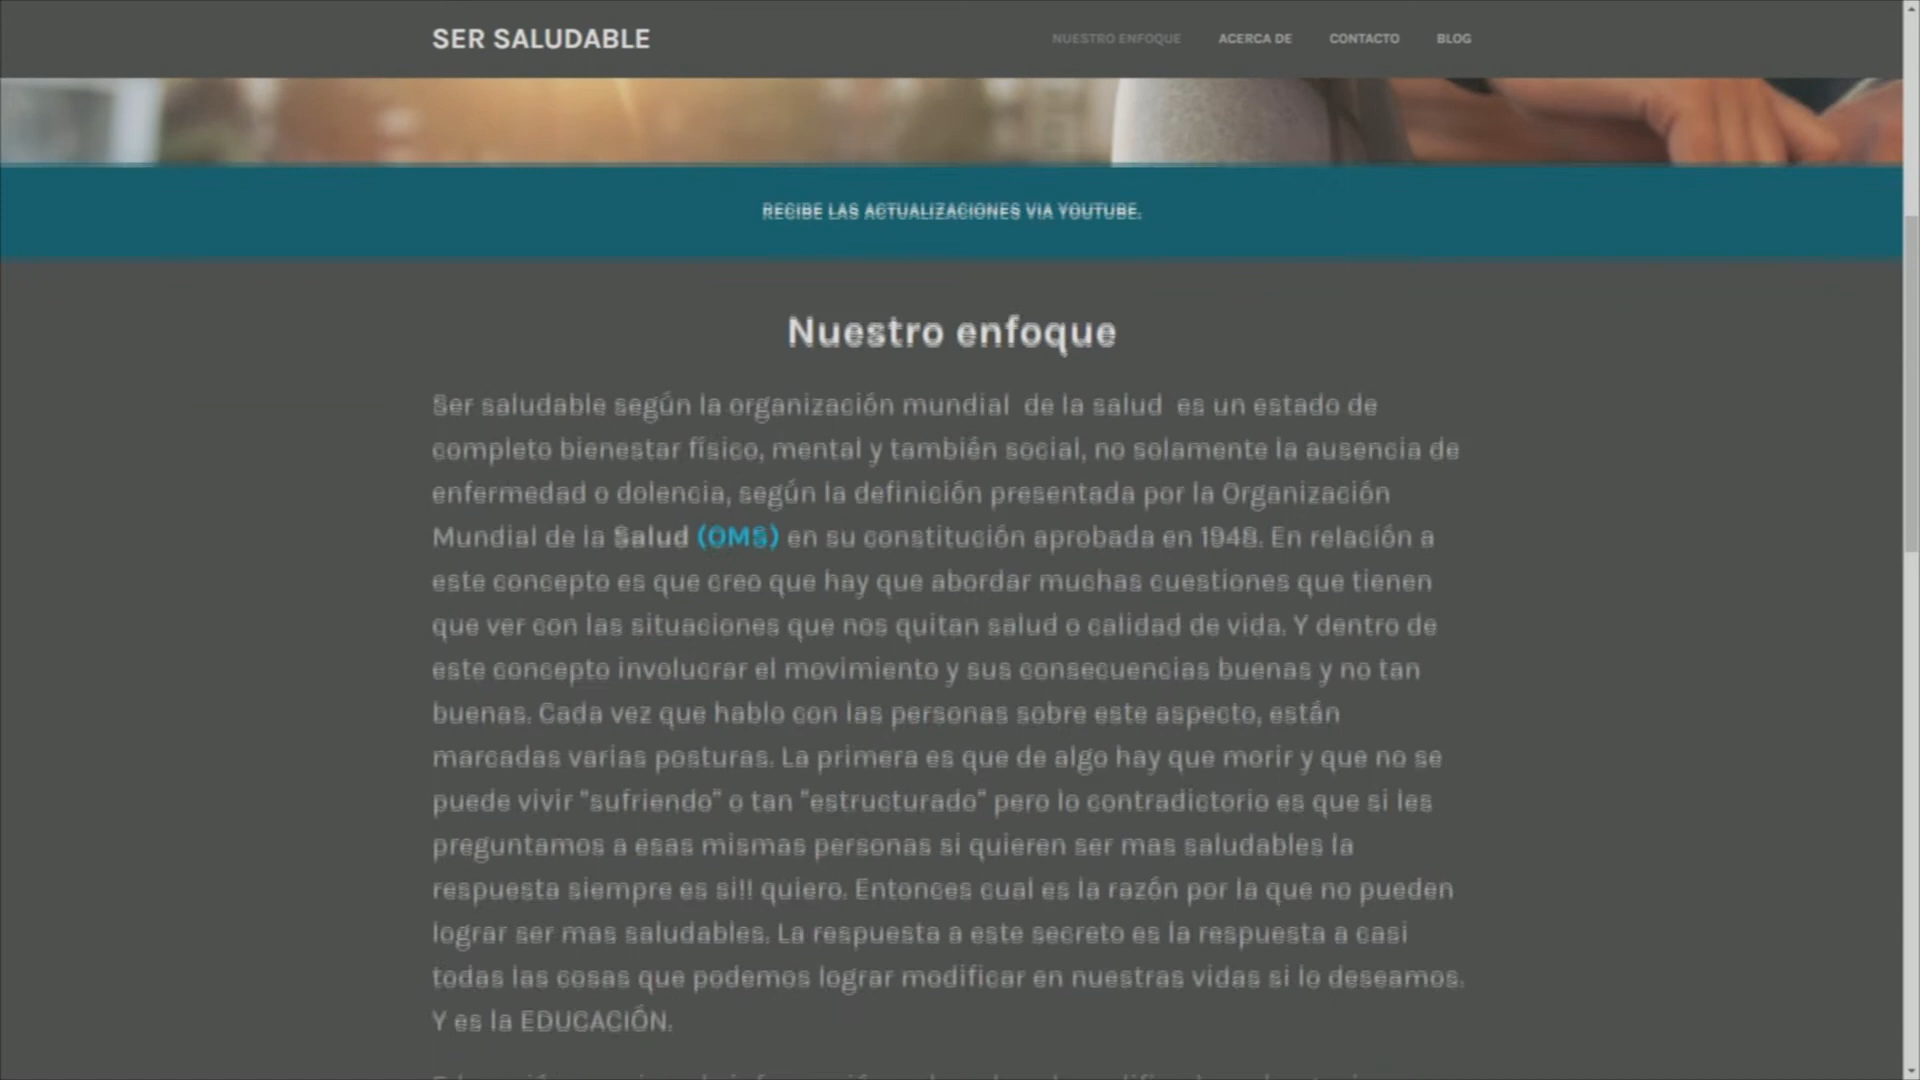 SER SALUDABLE
NUESTRO ENFOQUE ACERCA DE CONTACTO BLOG
RECIBE LAS ACTUALIZACIONES VIA YOUTUBE.
Nuestro enfoque
Ser saludable según la organización mundial de la salud es un estado de
completo bienestar físico, mental y también social, no solamente la ausencia de
enfermedad o dolencia, según la definición presentada por la Organización
Mundial de la Salud (OMS) en su constitución aprobada en 1948. En relación a
este concepto es que creo que hay que abordar muchas cuestiones que tienen
que ver con las situaciones que nos quitan salud o calidad de vida. Y dentro de
este concepto involucrar el movimiento y sus consecuencias buenas y no tan
buenas. Cada vez que hablo con las personas sobre este aspecto, están
marcadas varias posturas. La primera es que de algo hay que morir y que no se
puede vivir "sufriendo" o tan "estructurado" pero lo contradictorio es que si les
preguntamos a esas mismas personas si quieren ser mas saludables la
respuesta siempre es si!! quiero. Entonces cual es la razón por la que no pueden
lograr ser mas saludables. La respuesta a este secreto es la respuesta a casi
todas las cosas que podemos lograr modificar en nuestras vidas si lo deseamos.
Y es la EDUCACIÓN.